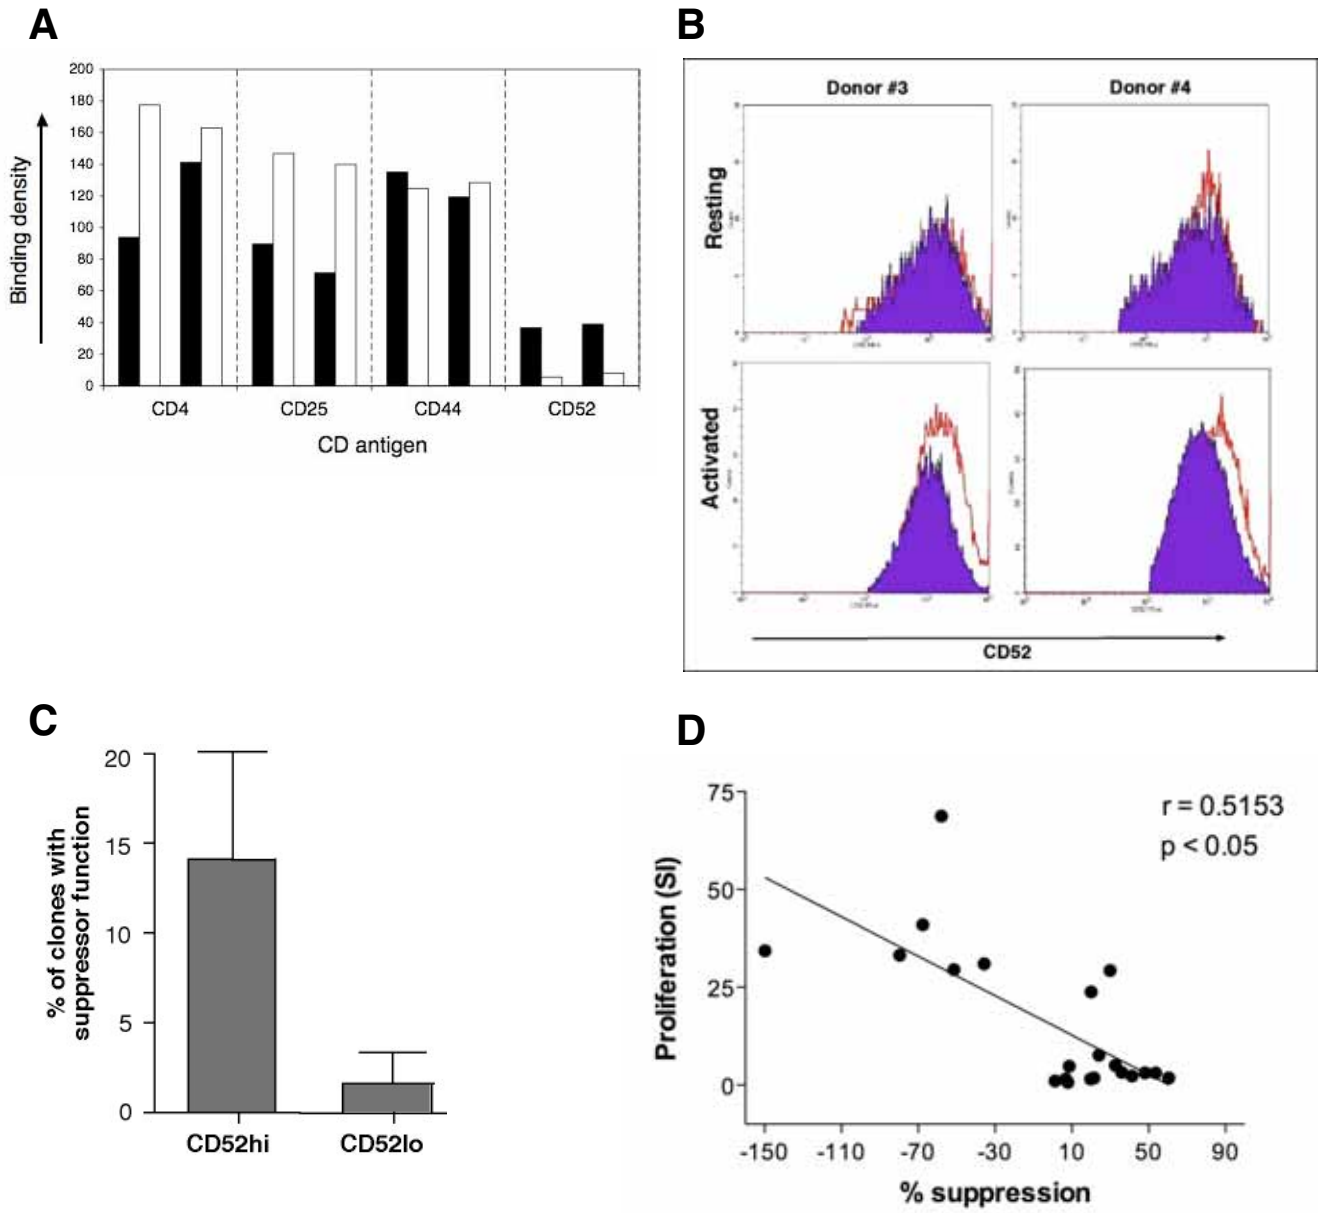 A
200
180
160
140
120
100
80
60
40
20
0
Binding density
CD4 CD25 CD44 CD52
CD antigen
B
Donor #3 Donor #4
Resting
Activated
CD52
C
20
15
10
5
0
% of clones with
suppressor function
CD52hi CD52lo
D
75
50
25
0
Proliferation (SI)
r = 0.5153
p < 0.05
-150 -110 -70 -30 10 50 90
% suppression